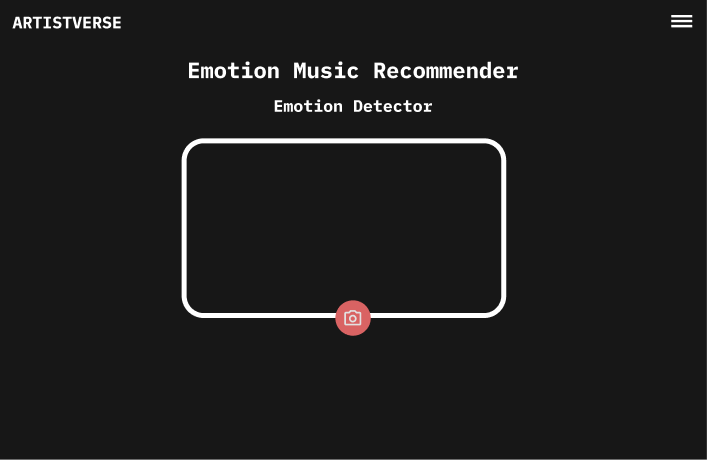 ARTISTVERSE
Emotion Music Recommender
Emotion Detector